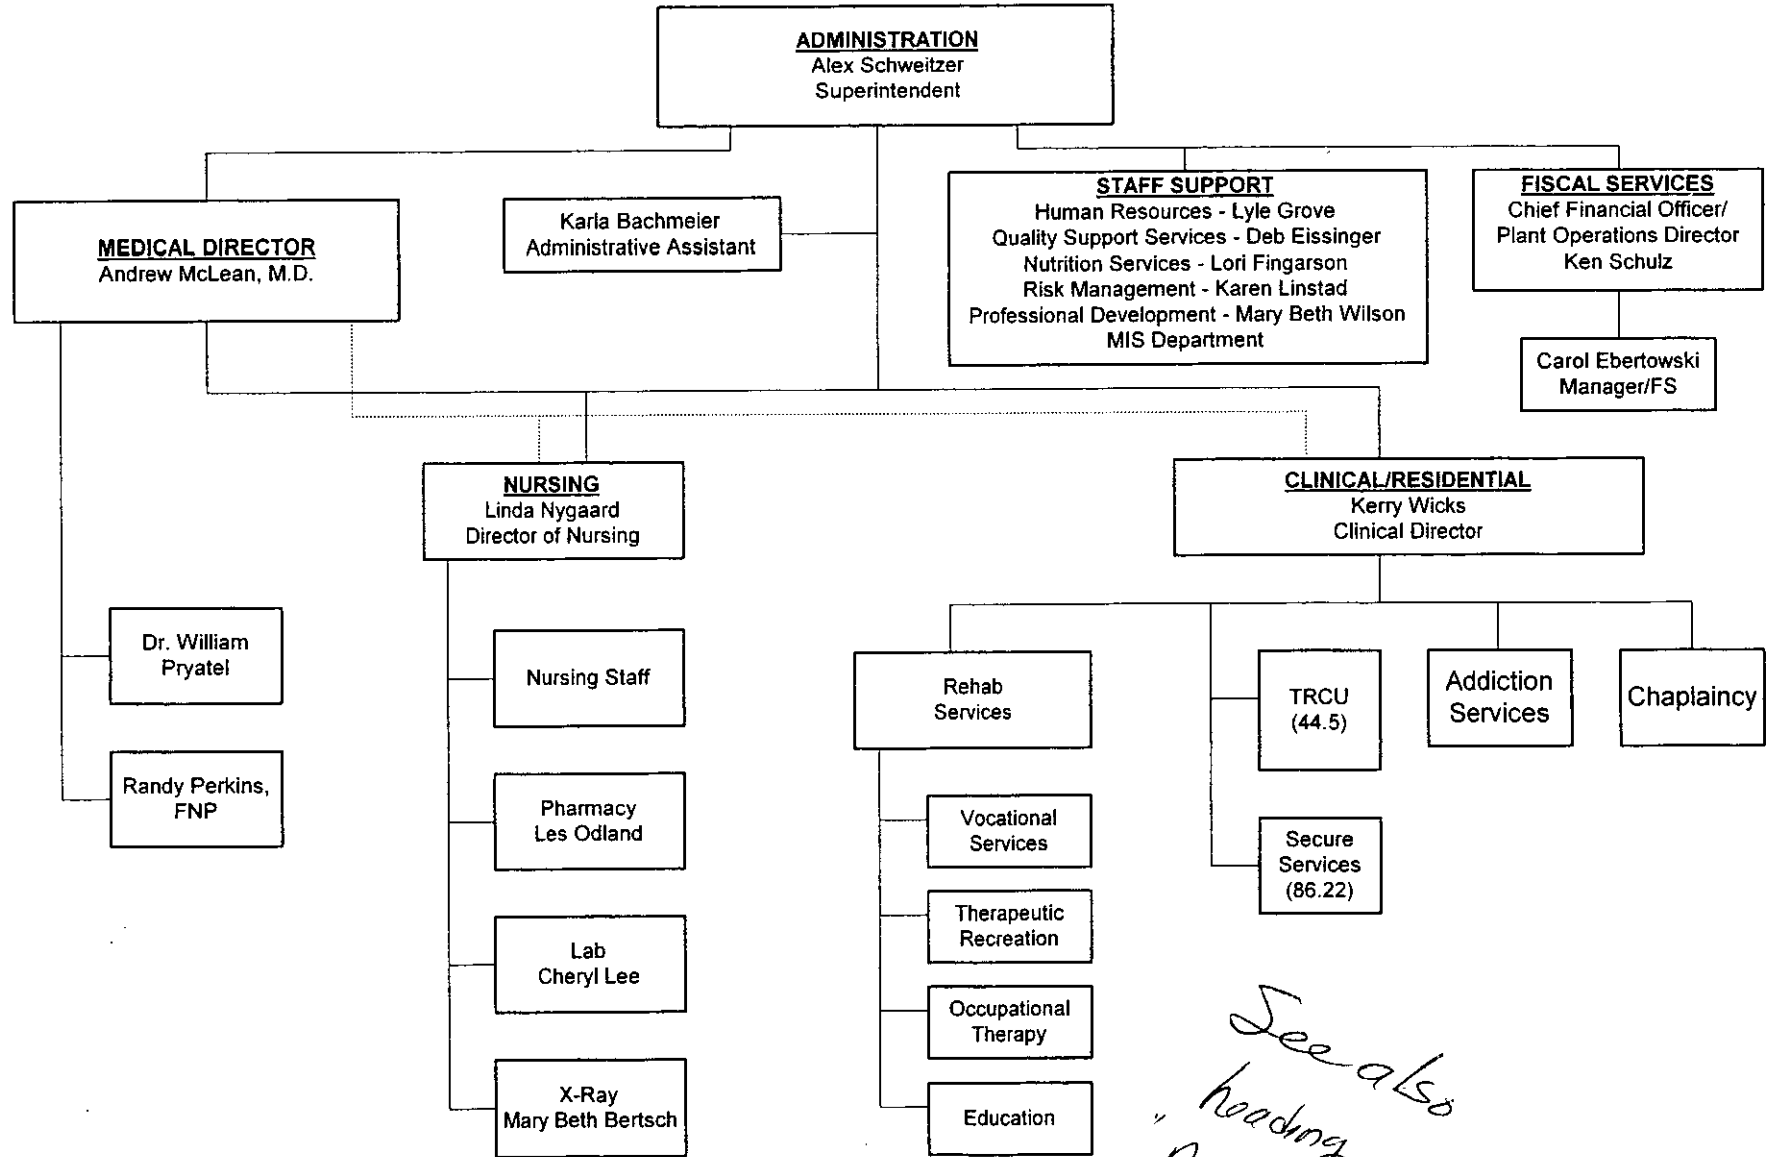 ADMINISTRATION
Alex Schweitzer
Superintendent
MEDICAL DIRECTOR
Andrew McLean, M.D.
Karla Bachmeier
Administrative Assistant
STAFF SUPPORT
Human Resources - Lyle Grove
Quality Support Services - Deb Eissinger
Nutrition Services - Lori Fingarson
Risk Management - Karen Linstad
Professional Development - Mary Beth Wilson
MIS Department
FISCAL SERVICES
Chief Financial Officer/
Plant Operations Director
Ken Schulz
Carol Ebertowski
Manager/FS
NURSING
Linda Nygaard
Director of Nursing
CLINICAL/RESIDENTIAL
Kerry Wicks
Clinical Director
Dr. William
Pryatel
Randy Perkins,
FNP
Nursing Staff
Pharmacy
Les Odland
Lab
Cheryl Lee
X-Ray
Mary Beth Bertsch
Rehab
Services
Vocational
Services
Therapeutic
Recreation
Occupational
Therapy
Education
TRCU
(44.5)
Secure
Services
(86.22)
Addiction
Services
Chaplaincy
See also
heading